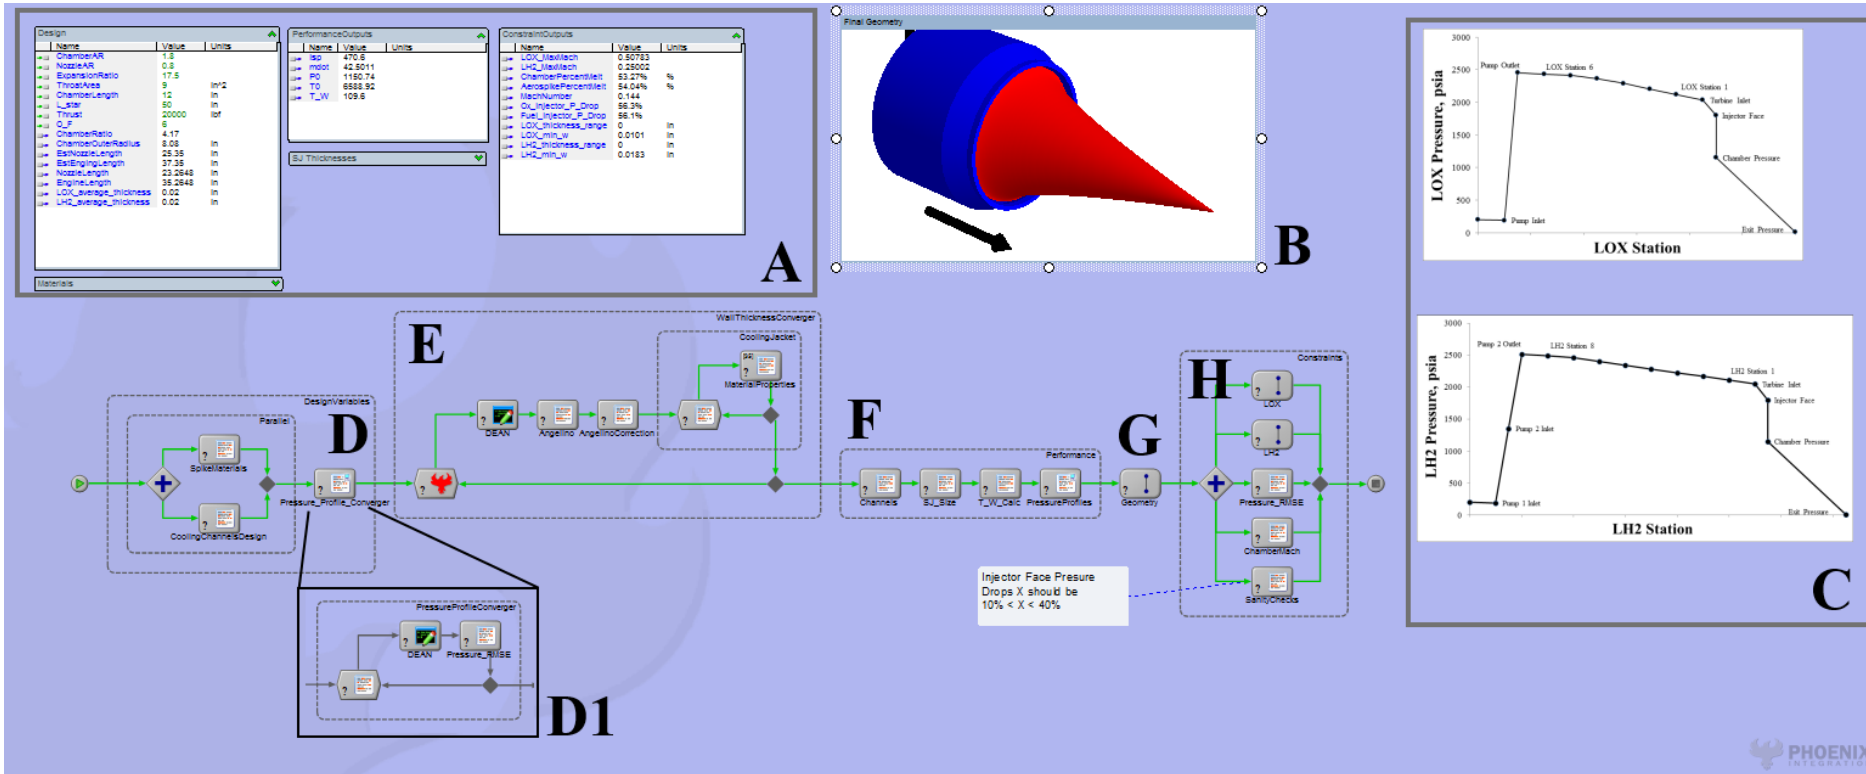 Design
Name Value Units
ChamberAR 1.8
NozzleAR 0.8
ExpansionRatio 17.5
ThroatArea 9 in^2
ChamberLength 12 in
L_star 50 in
Thrust 20000 lbf
O_F 6
ChamberRatio 4.17
ChamberOuterRadius 8.08 in
EstNozzleLength 25.35 in
EstEngingLength 37.35 in
NozzleLength 23.2648 in
EngineLength 35.2648 in
LOX_average_thickness 0.02 in
LH2_average_thickness 0.02 in
Materials
PerformanceOutputs
Name Value Units
Isp 470.6
mdot 42.5011
P0 1150.74
T0 6588.92
T_W 109.6
SJ Thicknesses
ConstraintOutputs
Name Value Units
LOX_MaxMach 0.50783
LH2_MaxMach 0.25002
ChamberPercentMelt 53.27% %
AerospikePercentMelt 54.04% %
MachNumber 0.144
Ox_Injector_P_Drop 56.3%
Fuel_Injector_P_Drop 56.1%
LOX_thickness_range 0 in
LOX_min_w 0.0101 in
LH2_thickness_range 0 in
LH2_min_w 0.0183 in
A
Final Geometry
B
LOX Pressure, psia
3000
2500
2000
1500
1000
500
0
Pump Outlet
LOX Station 6
LOX Station 1
Turbine Inlet
Injector Face
Chamber Pressure
Pump Inlet
Exit Pressure
LOX Station
LH2 Pressure, psia
3000
2500
2000
1500
1000
500
0
Pump 2 Outlet
LH2 Station 8
LH2 Station 1
Turbine Inlet
Injector Face
Pump 2 Inlet
Chamber Pressure
Pump 1 Inlet
Exit Pressure
LH2 Station
C
DesignVariables
Parallel
SpikeMaterials
CoolingChannelsDesign
D
Pressure_Profile_Converger
PressureProfileConverger
DEAN
Pressure_RMSE
D1
WallThicknessConverger
E
DEAN
Angelino
AngelinoCorrection
CoolingJacket
MaterialProperties
F
Performance
Channels
SJ_Size
T_W_Calc
PressureProfiles
G
Geometry
Constraints
H
LOX
LH2
Pressure_RMSE
ChamberMach
SanityChecks
Injector Face Presure
Drops X should be
10% < X < 40%
PHOENIX
INTEGRATION